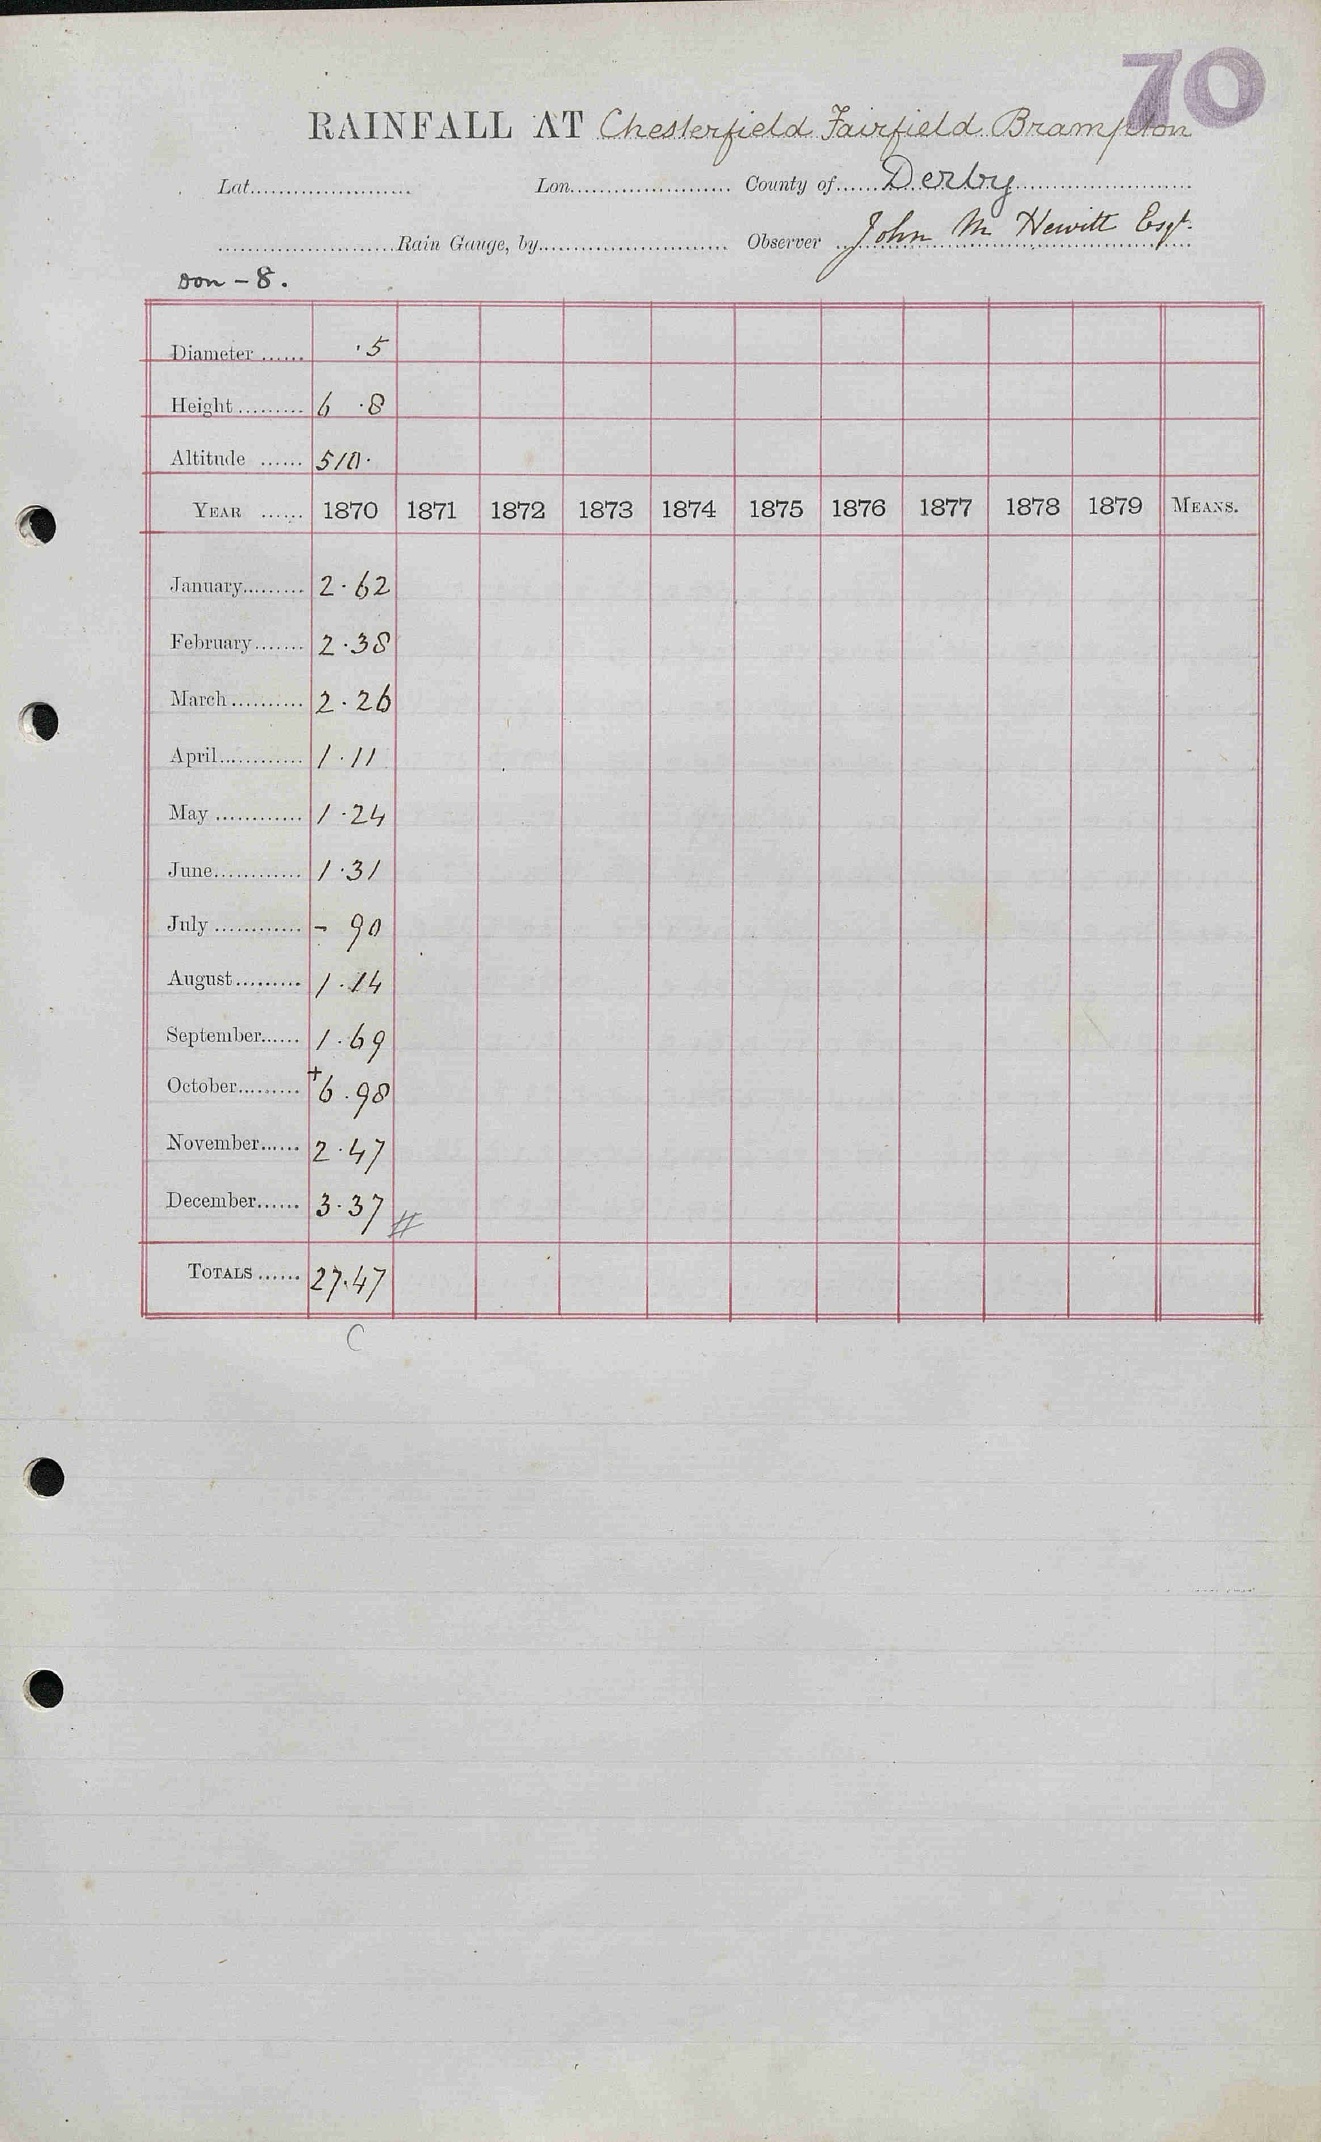 70
RAINFALL AT Chesterfield Fairfield Brampton
Lat...................... Lon...................... County of......Derby......................
......................Rain Gauge, by...................... Observer John M Hewitt Esqr.
Don - 8.
Diameter ...... ·5
Height ......... 6 ·8
Altitude ...... 510·
YEAR ...... 1870 1871 1872 1873 1874 1875 1876 1877 1878 1879 MEANS.
January......... 2·62
February....... 2·38
March .......... 2·26
April............ 1·11
May ............ 1·24
June............ 1·31
July ............ - 90
August ......... 1·14
September...... 1·69
October......... +6·98
November...... 2·47
December...... 3·37 #
TOTALS ...... 27·47
C